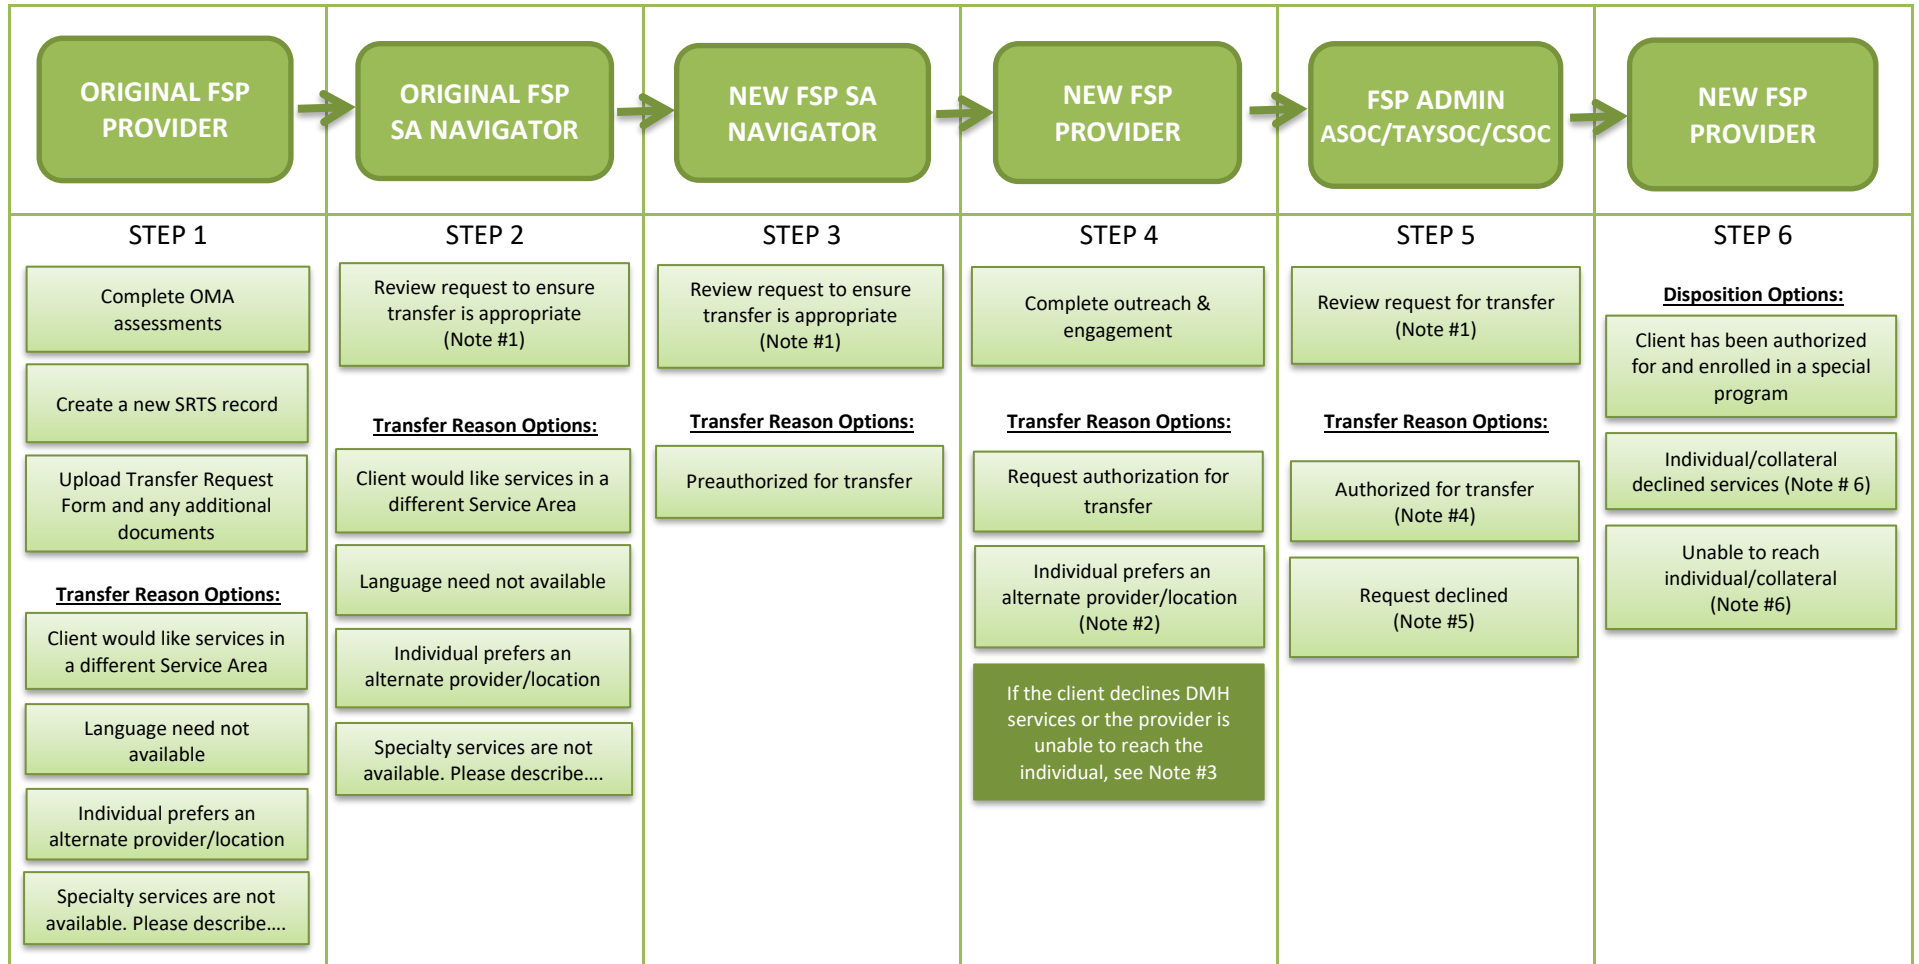 ORIGINAL FSP
PROVIDER
ORIGINAL FSP
SA NAVIGATOR
NEW FSP SA
NAVIGATOR
NEW FSP
PROVIDER
FSP ADMIN
ASOC/TAYSOC/CSOC
NEW FSP
PROVIDER
STEP 1
Complete OMA
assessments
Create a new SRTS record
Upload Transfer Request
Form and any additional
documents
Transfer Reason Options:
Client would like services in
a different Service Area
Language need not
available
Individual prefers an
alternate provider/location
Specialty services are not
available. Please describe....
STEP 2
Review request to ensure
transfer is appropriate
(Note #1)
Transfer Reason Options:
Client would like services in a
different Service Area
Language need not available
Individual prefers an
alternate provider/location
Specialty services are not
available. Please describe....
STEP 3
Review request to ensure
transfer is appropriate
(Note #1)
Transfer Reason Options:
Preauthorized for transfer
STEP 4
Complete outreach &
engagement
Transfer Reason Options:
Request authorization for
transfer
Individual prefers an
alternate provider/location
(Note #2)
If the client declines DMH
services or the provider is
unable to reach the
individual, see Note #3
STEP 5
Review request for transfer
(Note #1)
Transfer Reason Options:
Authorized for transfer
(Note #4)
Request declined
(Note #5)
STEP 6
Disposition Options:
Client has been authorized
for and enrolled in a special
program
Individual/collateral
declined services (Note # 6)
Unable to reach
individual/collateral
(Note #6)